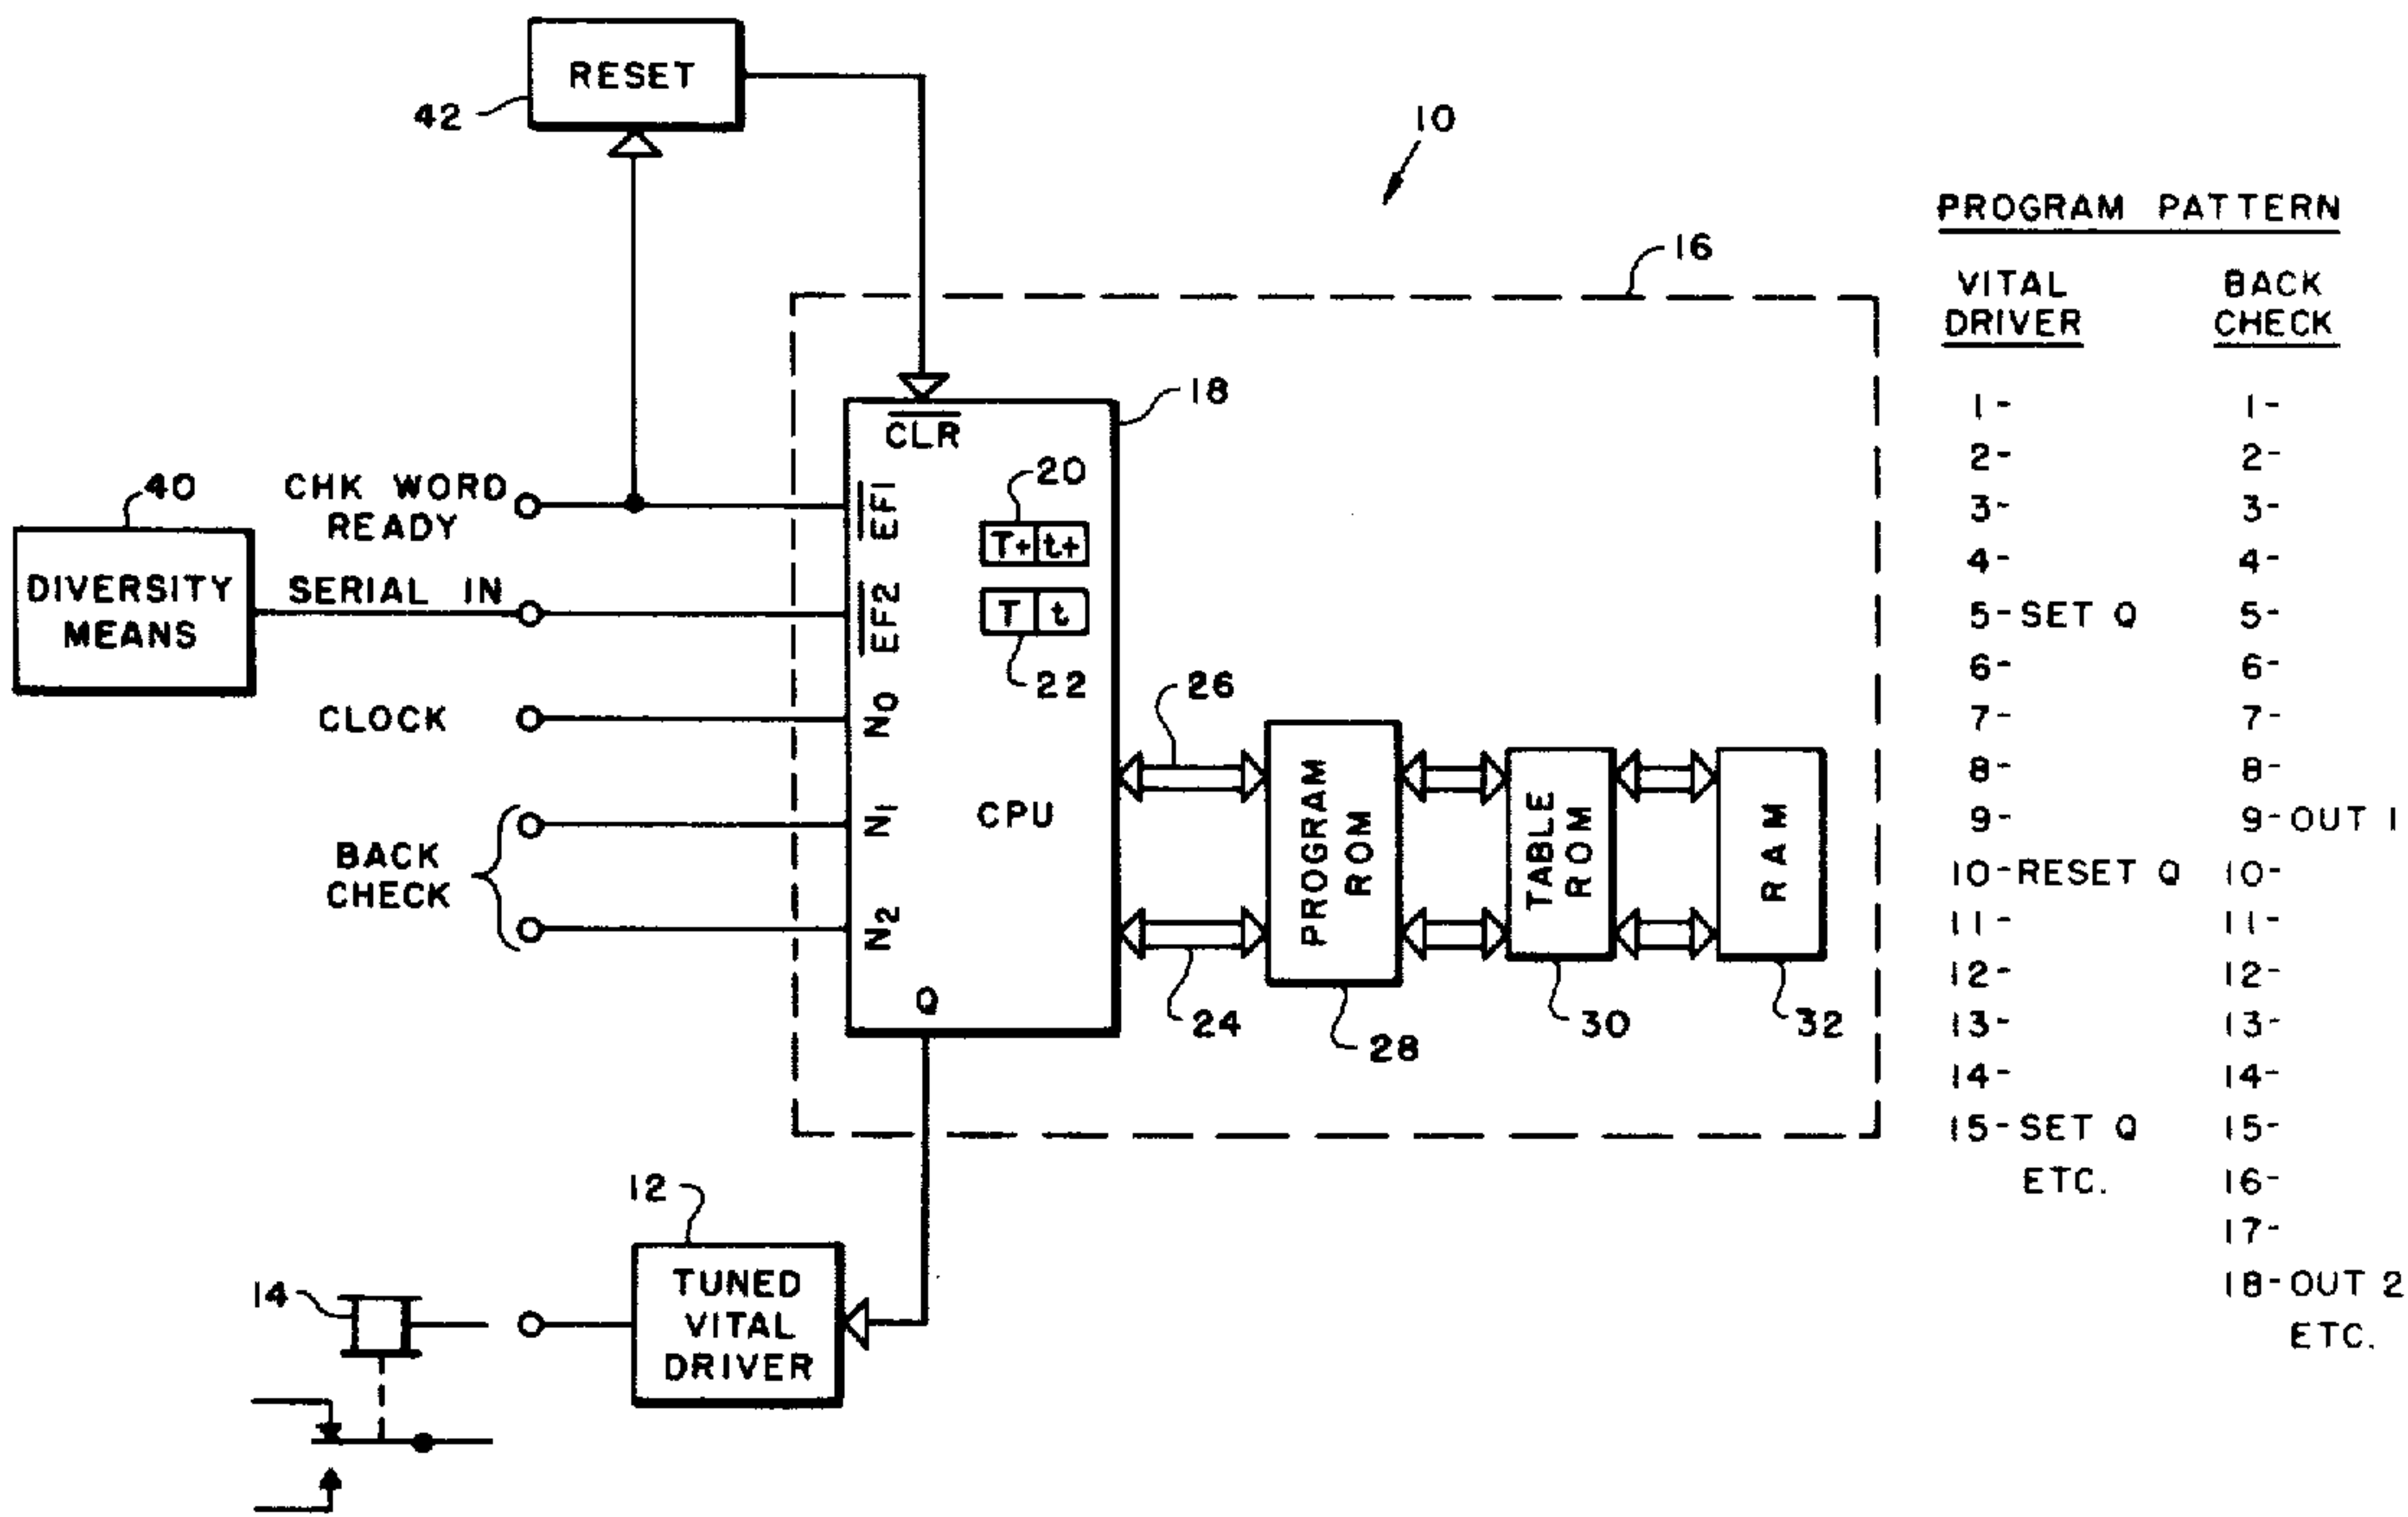 RESET
42
10
16
18
CLR
20
T+ t+
T t
22
40
DIVERSITY
MEANS
CHK WORD
READY
SERIAL IN
CLOCK
BACK
CHECK
EF1
EF2
N0
N1
N2
CPU
Q
26
24
PROGRAM
ROM
28
TABLE
ROM
30
RAM
32
12
TUNED
VITAL
DRIVER
14
PROGRAM PATTERN
VITAL
DRIVER
1-
2-
3-
4-
5-SET Q
6-
7-
8-
9-
10-RESET Q
11-
12-
13-
14-
15-SET Q
ETC.
BACK
CHECK
1-
2-
3-
4-
5-
6-
7-
8-
9-OUT 1
10-
11-
12-
13-
14-
15-
16-
17-
18-OUT 2
ETC.